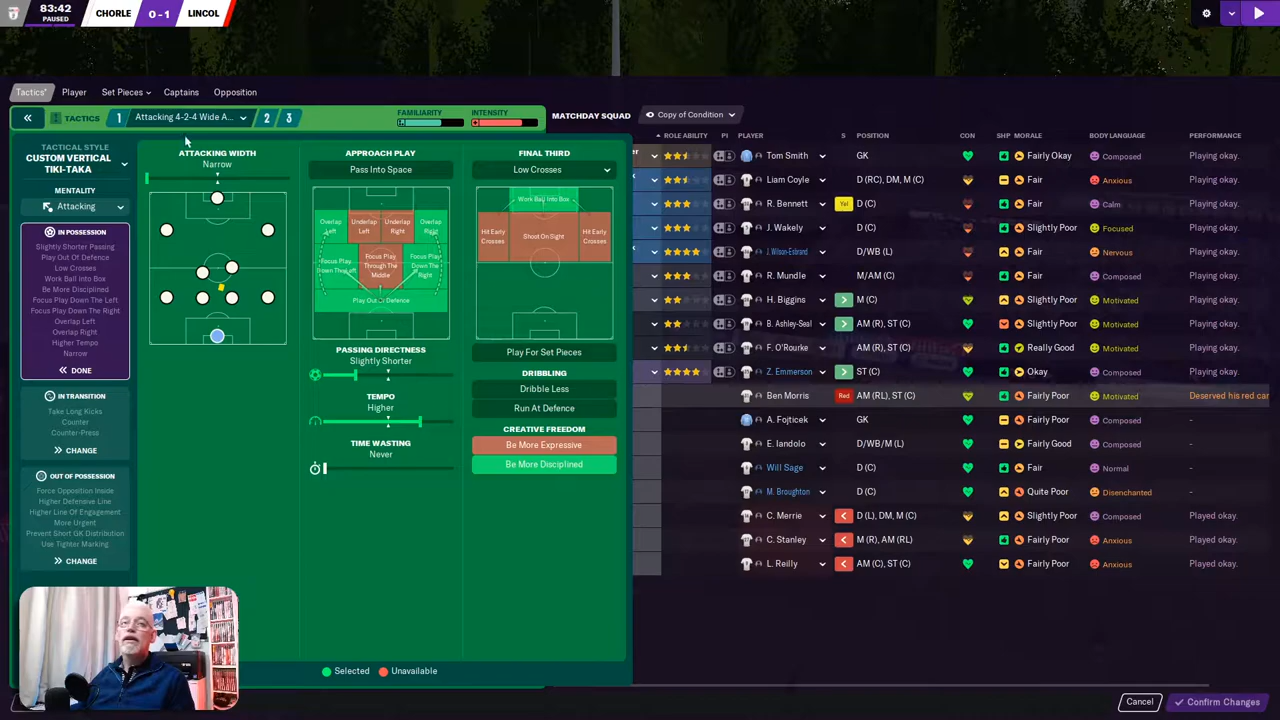 83:42
PAUSED
CHORLE 0 - 1 LINCOL
Tactics* Player Set Pieces Captains Opposition
TACTICS 1 Attacking 4-2-4 Wide A... 2 3 FAMILIARITY INTENSITY
TACTICAL STYLE
CUSTOM VERTICAL
TIKI-TAKA
MENTALITY
Attacking
IN POSSESSION
Slightly Shorter Passing
Play Out Of Defence
Low Crosses
Work Ball Into Box
Be More Disciplined
Focus Play Down The Left
Focus Play Down The Right
Overlap Left
Overlap Right
Higher Tempo
Narrow
DONE
IN TRANSITION
Take Long Kicks
Counter
Counter-Press
CHANGE
OUT OF POSSESSION
Force Opposition Inside
Higher Defensive Line
Higher Line Of Engagement
More Urgent
Prevent Short GK Distribution
Use Tighter Marking
CHANGE
ATTACKING WIDTH
Narrow
APPROACH PLAY
Pass Into Space
Overlap Left
Underlap Left
Underlap Right
Overlap Right
Focus Play Down The Left
Focus Play Through The Middle
Focus Play Down The Right
Play Out Of Defence
PASSING DIRECTNESS
Slightly Shorter
TEMPO
Higher
TIME WASTING
Never
FINAL THIRD
Low Crosses
Work Ball Into Box
Hit Early Crosses
Shoot On Sight
Hit Early Crosses
Play For Set Pieces
DRIBBLING
Dribble Less
Run At Defence
CREATIVE FREEDOM
Be More Expressive
Be More Disciplined
Selected Unavailable
MATCHDAY SQUAD Copy of Condition
ROLE ABILITY PI PLAYER S POSITION CON SHP MORALE BODY LANGUAGE PERFORMANCE
Tom Smith GK Fairly Okay Composed Playing okay.
Liam Coyle D (RC), DM, M (C) Fair Anxious Playing okay.
R. Bennett Yel D (C) Fair Calm Playing okay.
J. Wakely D (C) Slightly Poor Focused Playing okay.
J. Wilson-Esbrand D/WB (L) Fair Nervous Playing okay.
R. Munro M/AM (C) Fair Composed Playing okay.
H. Biggins M (C) Slightly Poor Motivated Playing okay.
B. Ashley-Seal AM (R), ST (C) Slightly Poor Motivated Playing okay.
F. O'Rourke AM (R), ST (C) Really Good Motivated Playing okay.
Z. Emmerson ST (C) Okay Motivated Playing okay.
Ben Morris Red M (RL), ST (C) Fairly Poor Motivated Deserved his red car
A. Prytsek GK Fair Composed -
E. Iandolo D/WB/M (L) Fairly Good Composed -
Will Sage D (C) Fair Normal -
M. Broughton D (C) Quite Poor Disenchanted -
C. Merrie D (L), DM, M (C) Slightly Poor Composed Played okay.
C. Stanley M (R), AM (RL) Fairly Poor Anxious Played okay.
L. Reilly AM (C), ST (C) Fairly Poor Anxious Played okay.
Cancel Confirm Changes